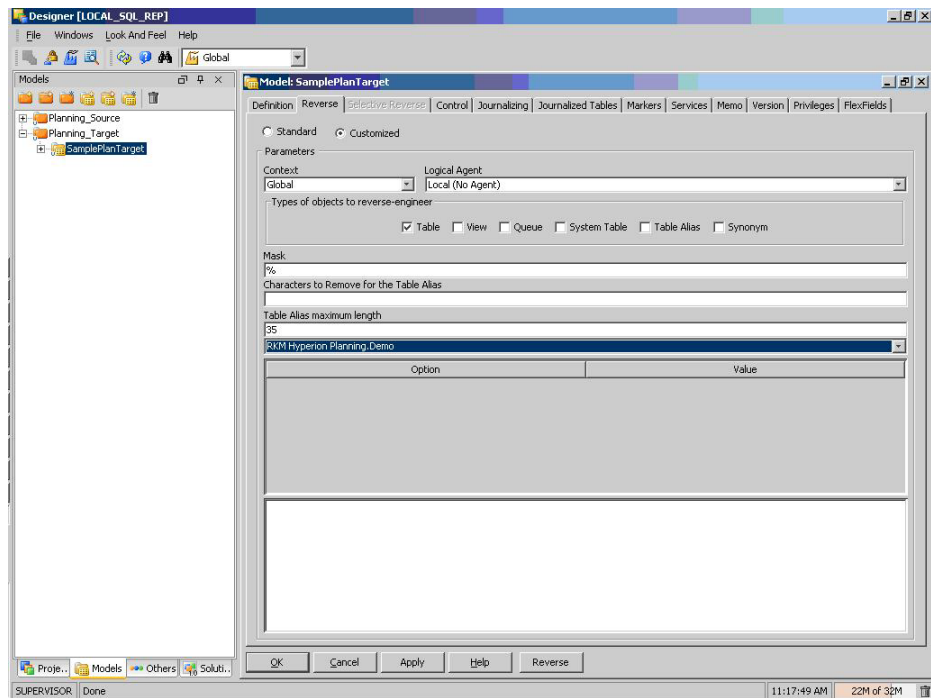 Designer [LOCAL_SQL_REP]
File Windows Look And Feel Help
Global
Models
Planning_Source
Planning_Target
SamplePlanTarget
Model: SamplePlanTarget
Definition Reverse Selective Reverse Control Journalizing Journalized Tables Markers Services Memo Version Privileges FlexFields
Standard Customized
Parameters
Context Logical Agent
Global Local (No Agent)
Types of objects to reverse-engineer
Table View Queue System Table Table Alias Synonym
Mask
%
Characters to Remove for the Table Alias
Table Alias maximum length
35
RKM Hyperion Planning.Demo
Option Value
OK Cancel Apply Help Reverse
Proje.. Models Others Soluti..
SUPERVISOR Done 11:17:49 AM 22M of 32M